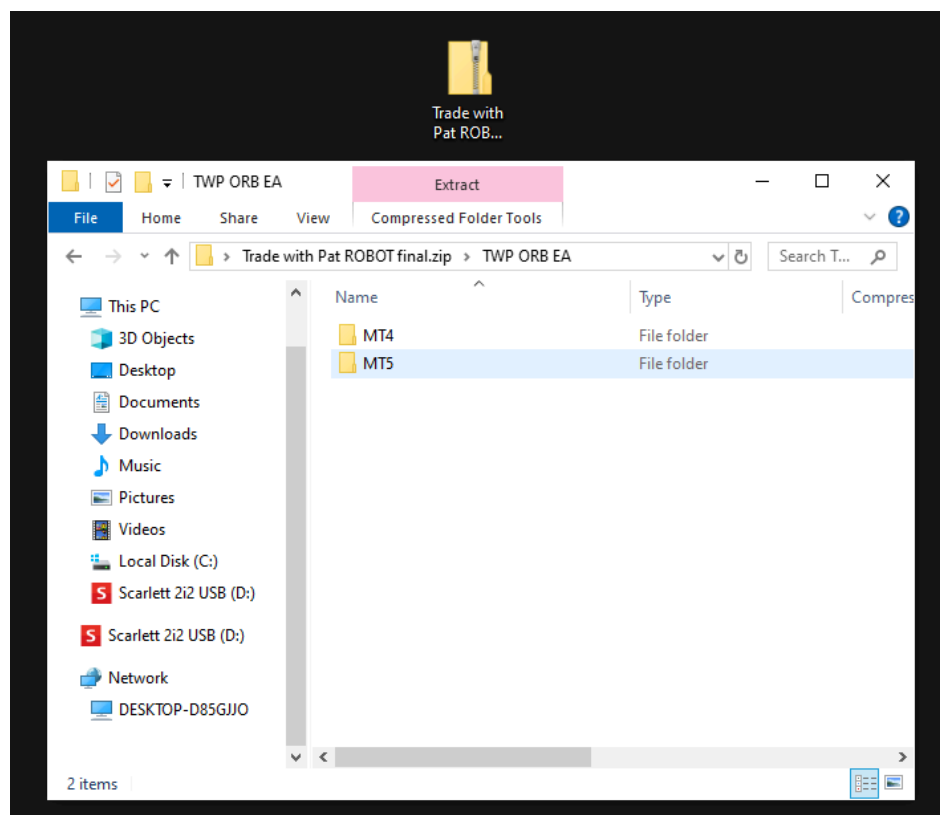 Trade with
Pat ROB...
TWP ORB EA
Extract
File
Home
Share
View
Compressed Folder Tools
Trade with Pat ROBOT final.zip > TWP ORB EA
Search T...
This PC
3D Objects
Desktop
Documents
Downloads
Music
Pictures
Videos
Local Disk (C:)
Scarlett 2i2 USB (D:)
Scarlett 2i2 USB (D:)
Network
DESKTOP-D85GJJO
Name
Type
Compres
MT4
File folder
MT5
File folder
2 items